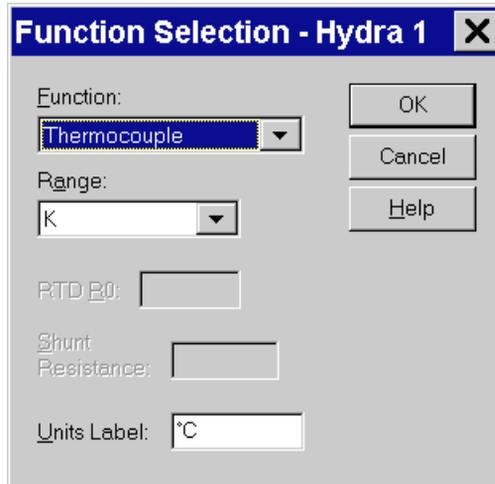 Function Selection - Hydra 1
Function:
Thermocouple
OK
Cancel
Range:
K
Help
RTD R0:
Shunt
Resistance:
Units Label:
°C